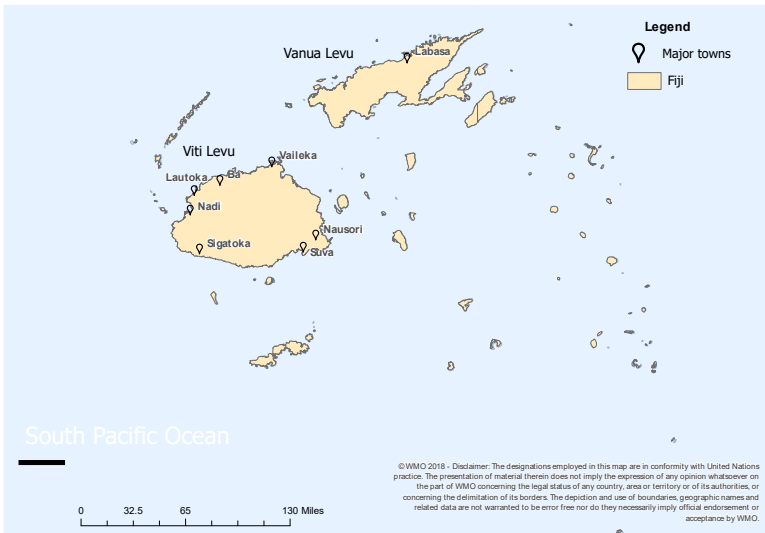 Legend
Vanua Levu
Labasa
Major towns
Fiji
Viti Levu
Vaileka
Lautoka
Ba
Nadi
Nausori
Sigatoka
Suva
South Pacific Ocean
© WMO 2018 - Disclaimer: The designations employed in this map are in conformity with United Nations
practice. The presentation of material therein does not imply the expression of any opinion whatsoever on
the part of WMO concerning the legal status of any country, area or territory or of its authorities, or
concerning the delimitation of its borders. The depiction and use of boundaries, geographic names and
related data are not warranted to be error free nor do they necessarily imply official endorsement or
acceptance by WMO.
0 32.5 65 130 Miles